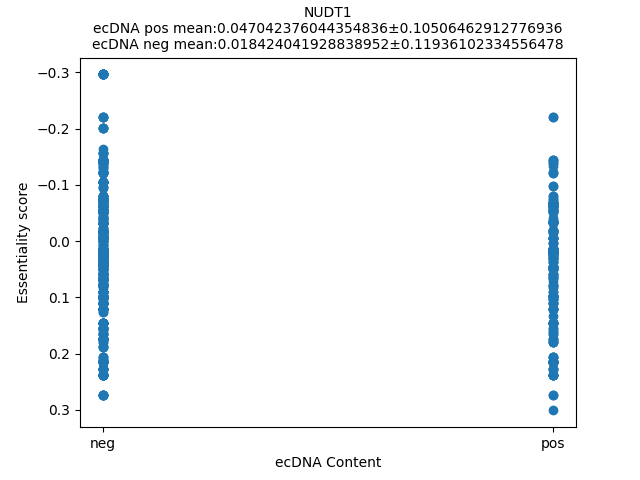 NUDT1
ecDNA pos mean:0.047042376044354836±0.10506462912776936
ecDNA neg mean:0.018424041928838952±0.11936102334556478
−0.3
−0.2
−0.1
0.0
0.1
0.2
0.3
Essentiality score
neg
pos
ecDNA Content